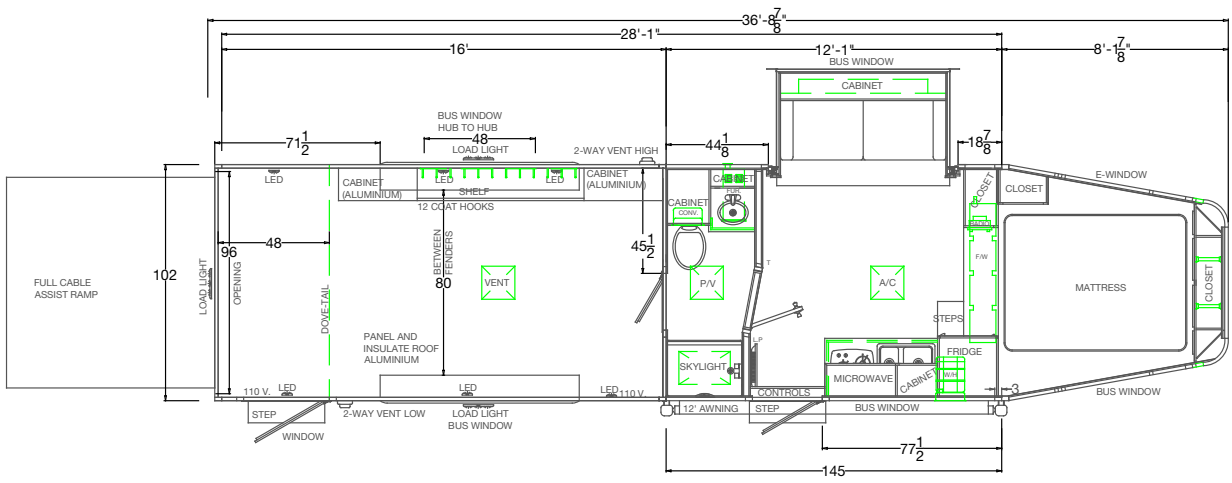 36'-8 7/8"
28'-1"
16'
12'-1"
8'-1 7/8"
BUS WINDOW
CABINET
BUS WINDOW
HUB TO HUB
71 1/2
48
LOAD LIGHT
2-WAY VENT HIGH
44 1/8
18 7/8
LED
LED
LED
CABINET
(ALUMINIUM)
CABINET
(ALUMINIUM)
SHELF
12 COAT HOOKS
CABINET
FUR.
CABINET
CONV.
CLOSET
CLOSET
E-WINDOW
RADIO
F/W
48
96
102
OPENING
LOAD LIGHT
FULL CABLE
ASSIST RAMP
DOVE-TAIL
BETWEEN
FENDERS
80
45 1/2
VENT
P/V
T
A/C
MATTRESS
CLOSET
STEPS
PANEL AND
INSULATE ROOF
ALUMINIUM
L.P
SKYLIGHT
MICROWAVE
CABINET
FRIDGE
W/H
3
110 V.
LED
LED
LED
110 V.
CONTROLS
BUS WINDOW
STEP
2-WAY VENT LOW
LOAD LIGHT
BUS WINDOW
12' AWNING
STEP
BUS WINDOW
WINDOW
77 1/2
145